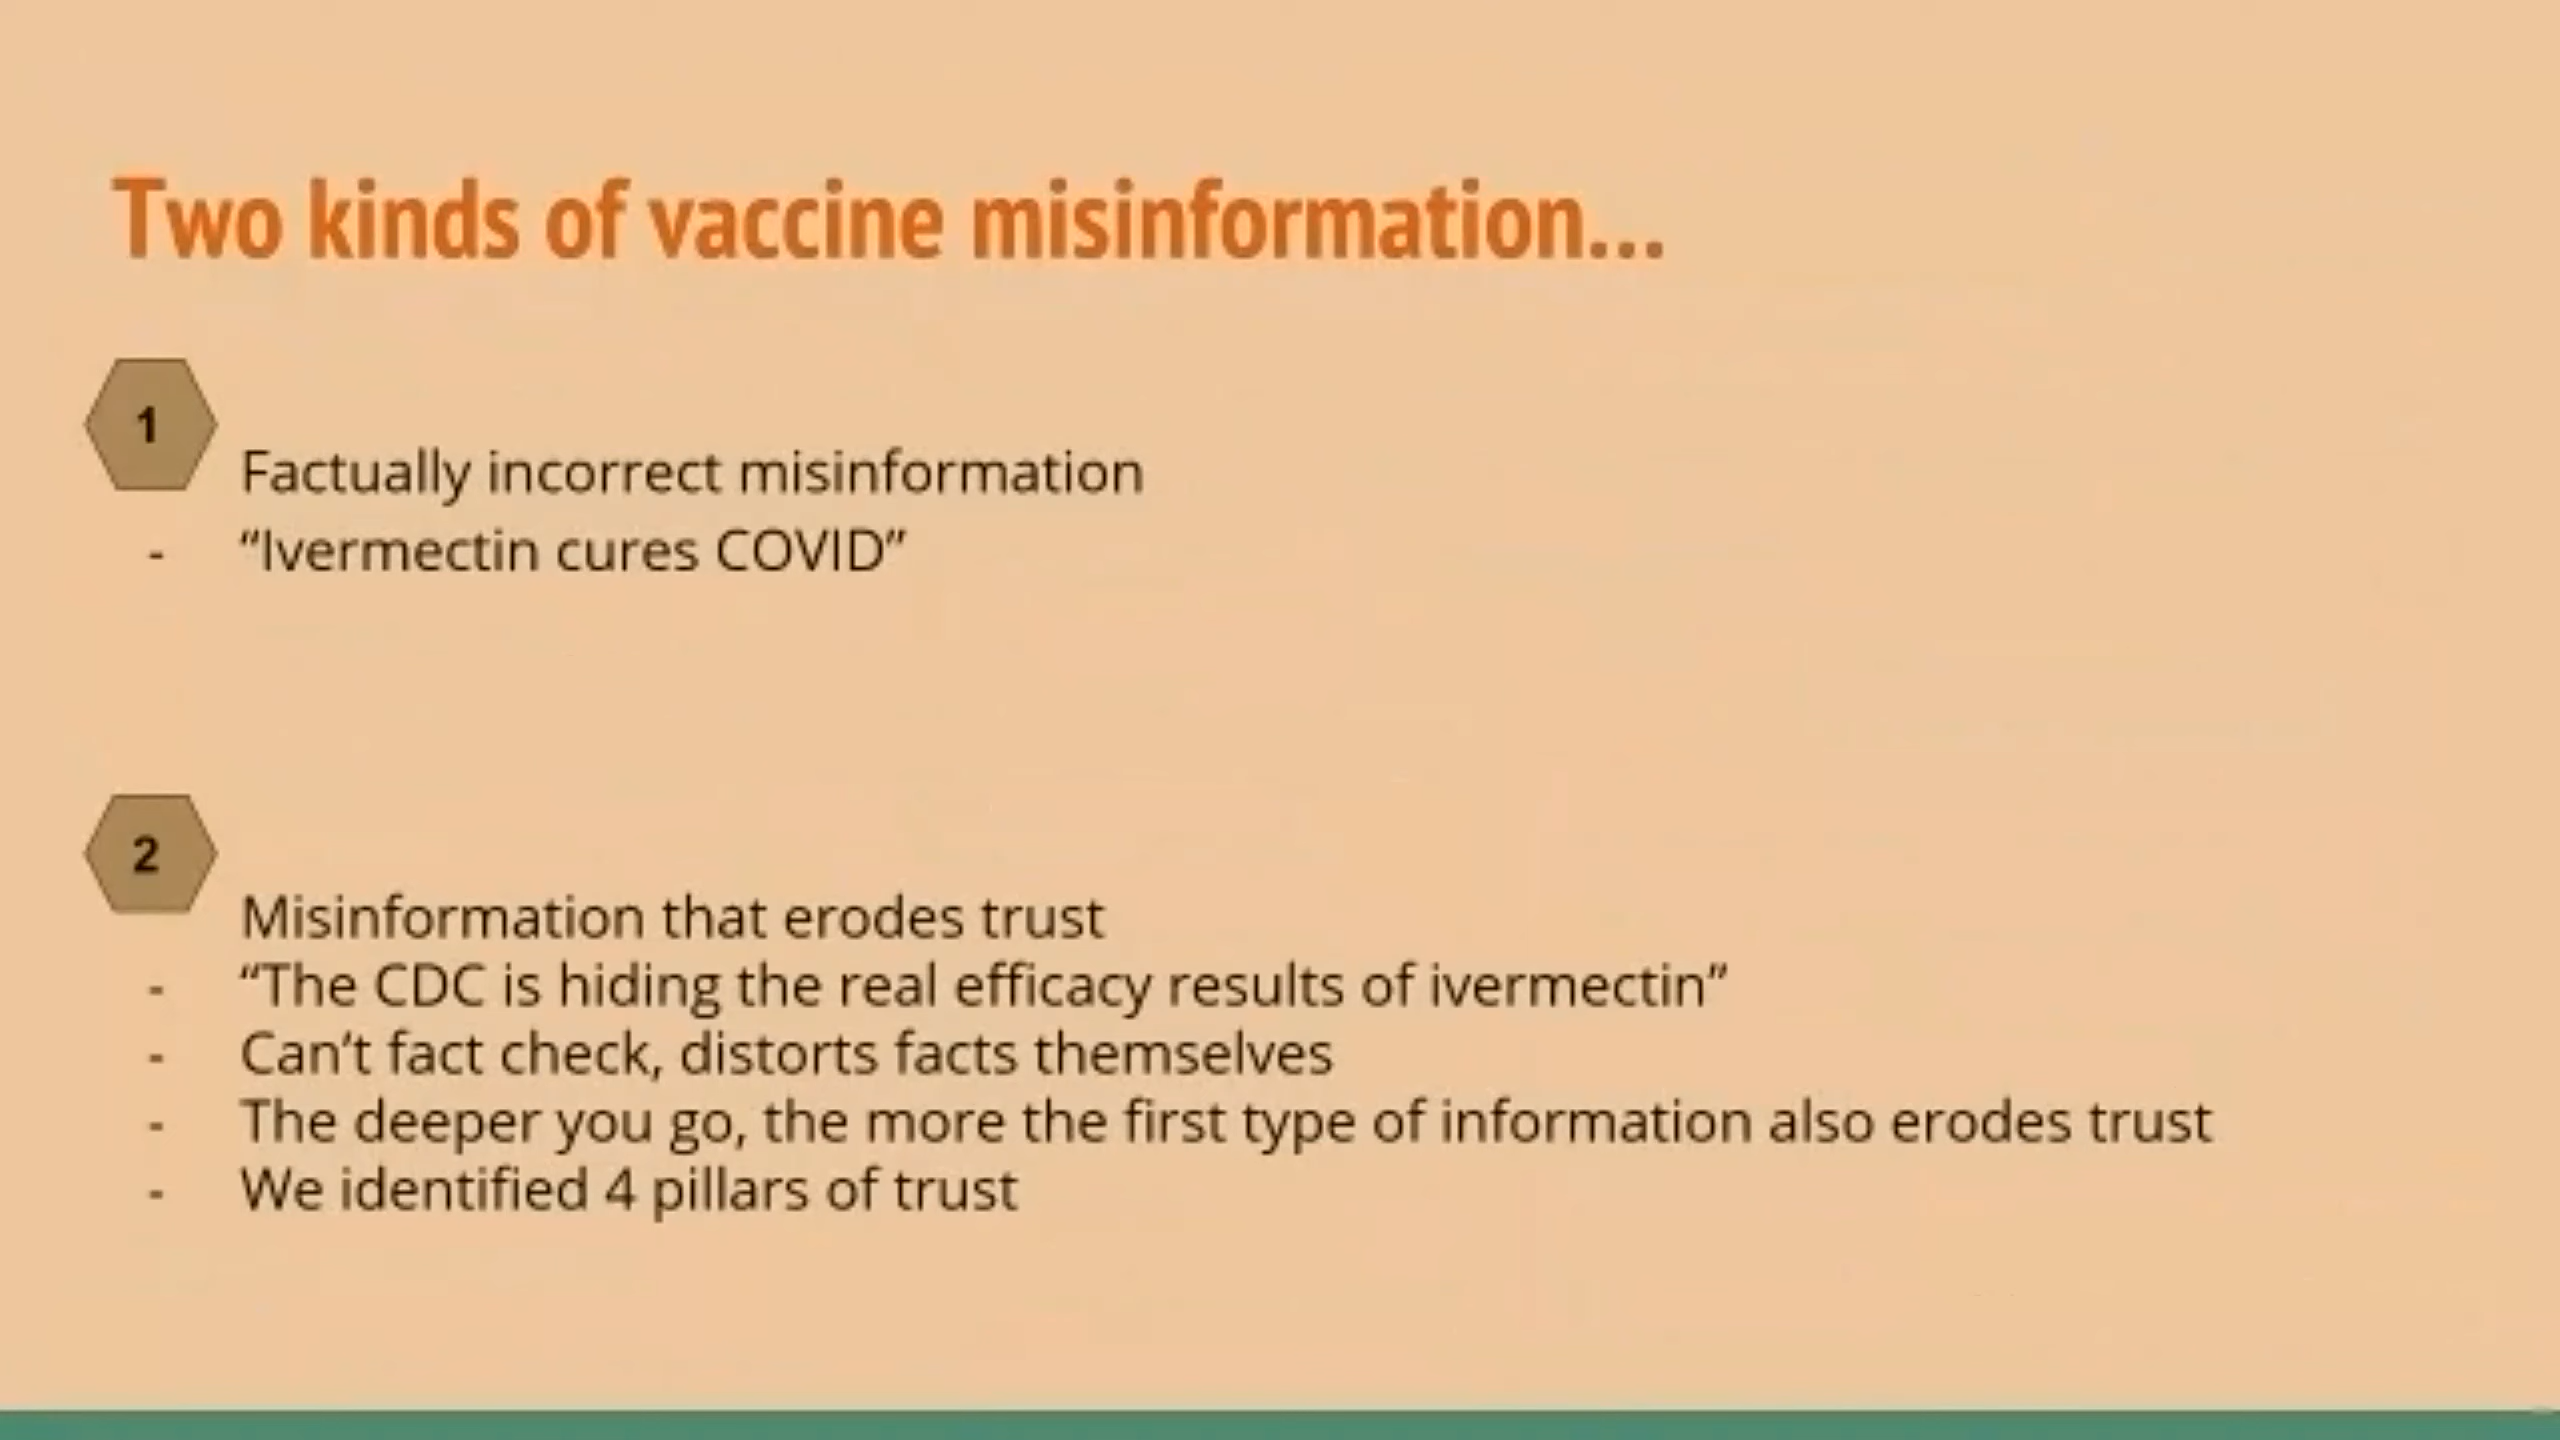 Two kinds of vaccine misinformation...
1
Factually incorrect misinformation
- “Ivermectin cures COVID”
2
Misinformation that erodes trust
- “The CDC is hiding the real efficacy results of ivermectin”
- Can’t fact check, distorts facts themselves
- The deeper you go, the more the first type of information also erodes trust
- We identified 4 pillars of trust